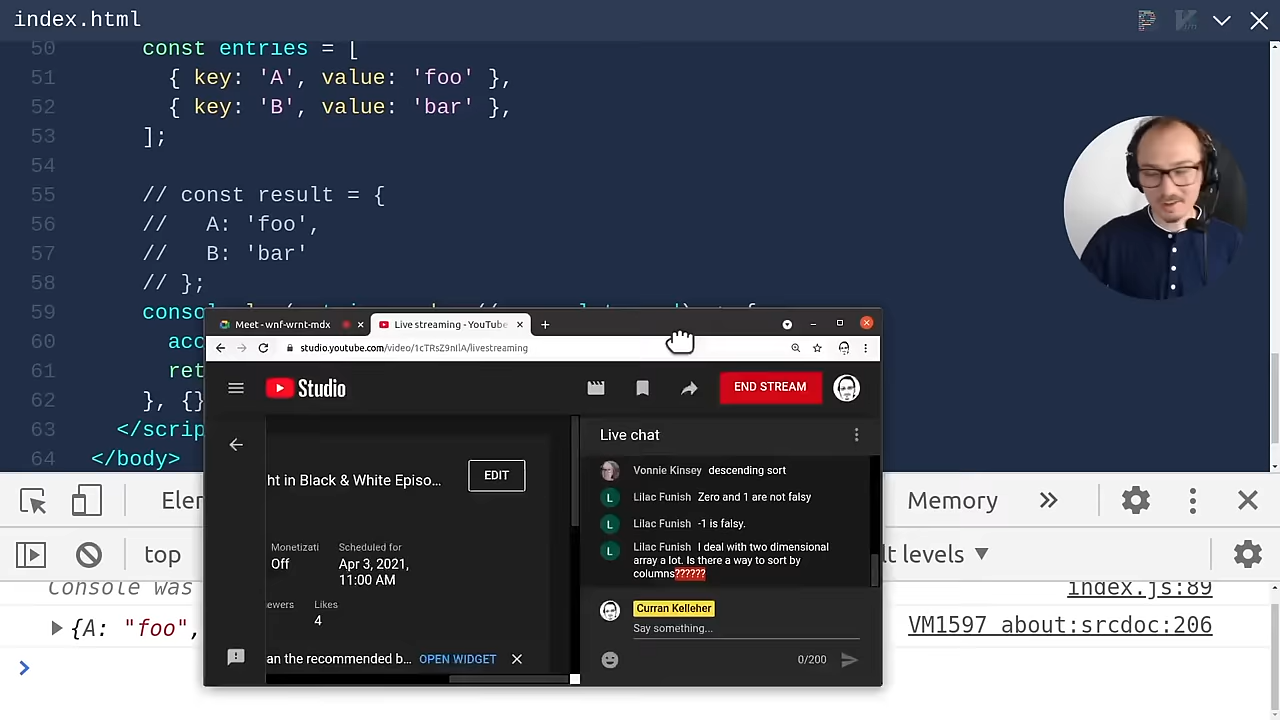 index.html
50 const entries = [
51 { key: 'A', value: 'foo' },
52 { key: 'B', value: 'bar' },
53 ];
54
55 // const result = {
56 // A: 'foo',
57 // B: 'bar'
58 // };
59
60 acc
61 ret
62 }, {}
63 </scrip
64 </body>
Meet - wnf-wrnt-mdx
Live streaming - YouTube
studio.youtube.com/video/1cTRsZ9nIlA/livestreaming
Studio
END STREAM
ht in Black & White Episo...
EDIT
Monetizati
Off
Scheduled for
Apr 3, 2021,
11:00 AM
ewers
Likes
4
an the recommended b...
OPEN WIDGET
Live chat
Vonnie Kinsey descending sort
Lilac Funish Zero and 1 are not falsy
Lilac Funish -1 is falsy.
Lilac Funish I deal with two dimensional
array a lot. Is there a way to sort by
columns??????
Curran Kelleher
Say something...
0/200
Elen
Memory
top
lt levels
Console was
index.js:89
{A: "foo",
VM1597 about:srcdoc:206